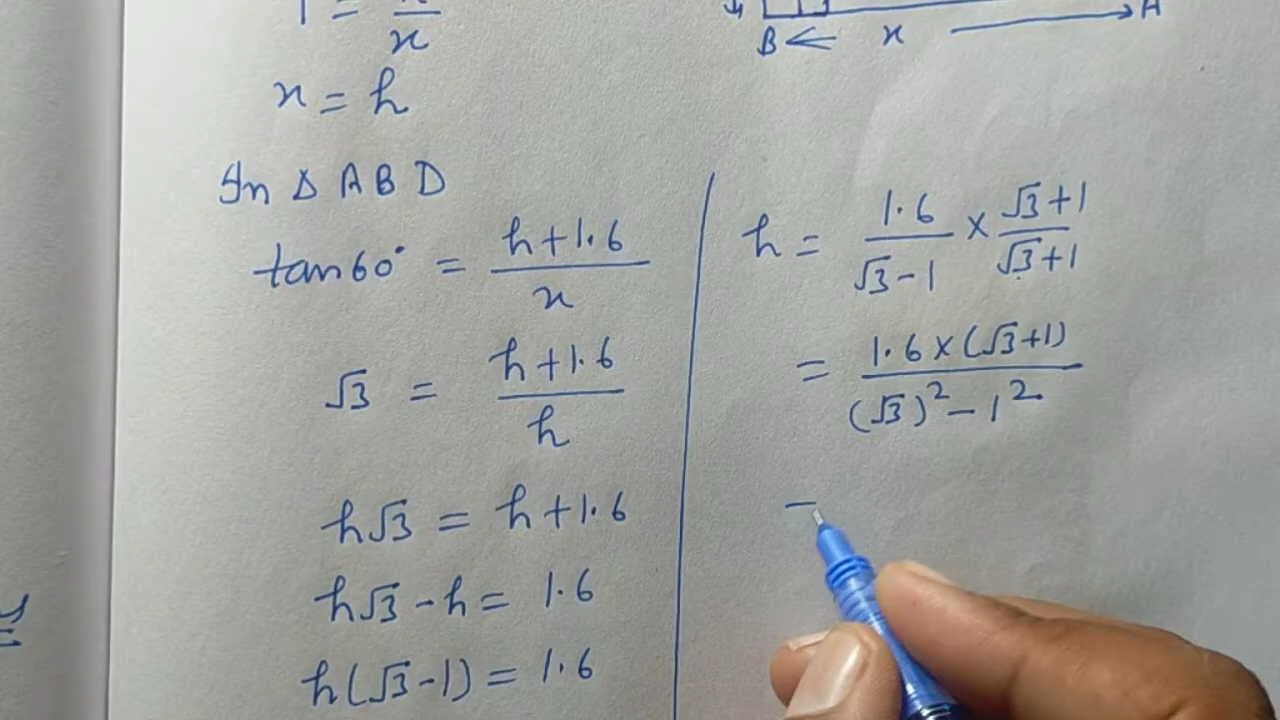 1 = h/x
B ← x → A
x = h
In Δ ABD
tan60° = (h+1.6)/x
√3 = (h+1.6)/h
h√3 = h+1.6
h√3 - h = 1.6
h(√3-1) = 1.6
h = 1.6/(√3-1) × (√3+1)/(√3+1)
= 1.6×(√3+1)/((√3)² - 1²)